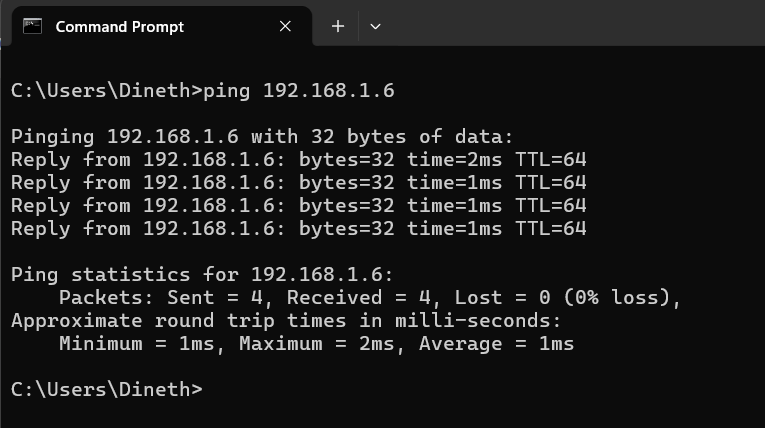 Command Prompt
C:\Users\Dineth>ping 192.168.1.6
Pinging 192.168.1.6 with 32 bytes of data:
Reply from 192.168.1.6: bytes=32 time=2ms TTL=64
Reply from 192.168.1.6: bytes=32 time=1ms TTL=64
Reply from 192.168.1.6: bytes=32 time=1ms TTL=64
Reply from 192.168.1.6: bytes=32 time=1ms TTL=64
Ping statistics for 192.168.1.6:
    Packets: Sent = 4, Received = 4, Lost = 0 (0% loss),
Approximate round trip times in milli-seconds:
    Minimum = 1ms, Maximum = 2ms, Average = 1ms
C:\Users\Dineth>